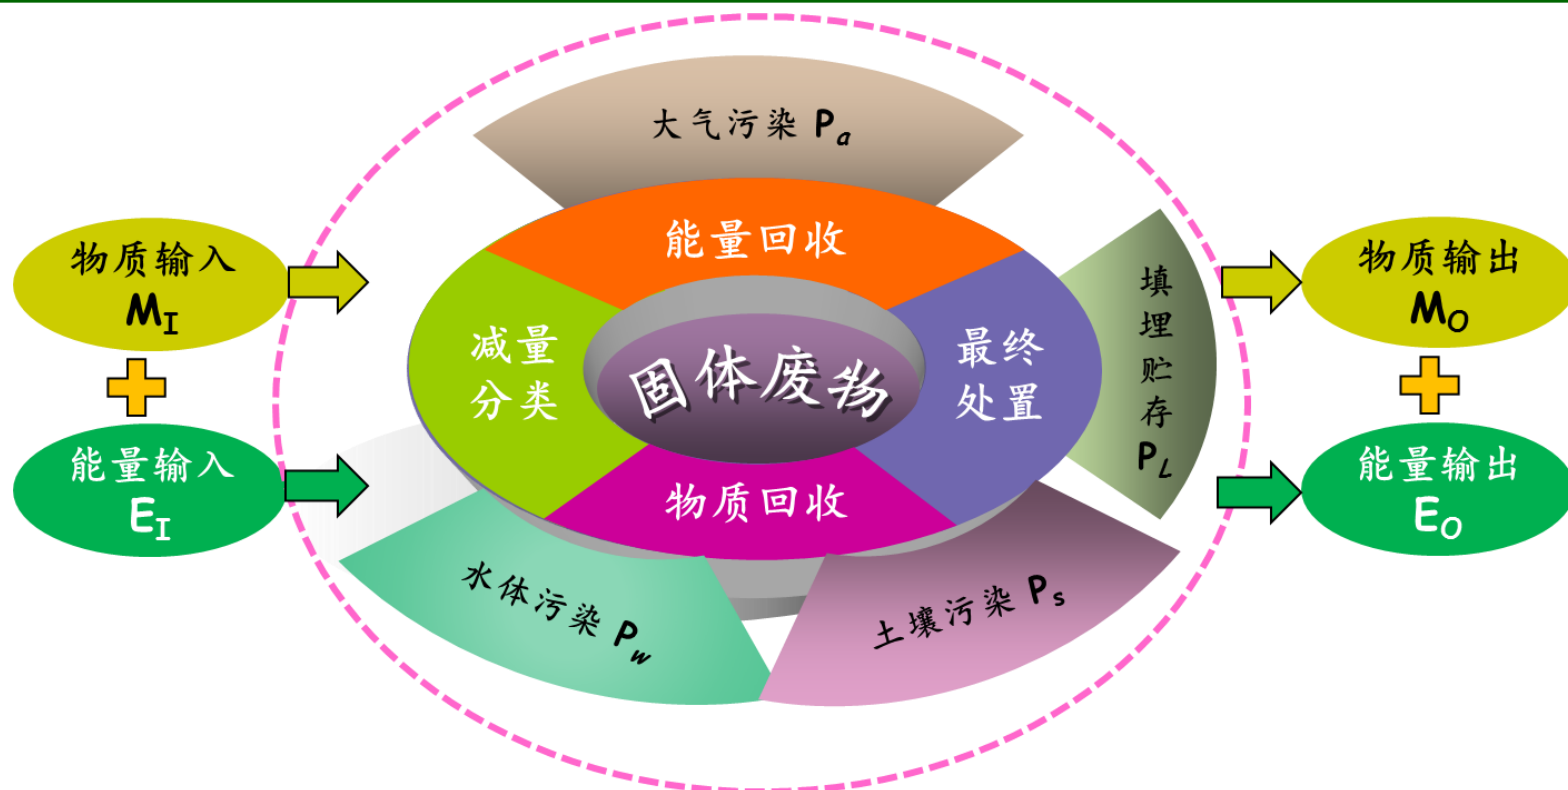 大气污染 Pa
能量回收
物质输入
MI
能量输入
EI
减量
分类
固体废物
最终
处置
填
埋
贮
存
PL
物质输出
MO
能量输出
EO
物质回收
水体污染 Pw
土壤污染 Ps